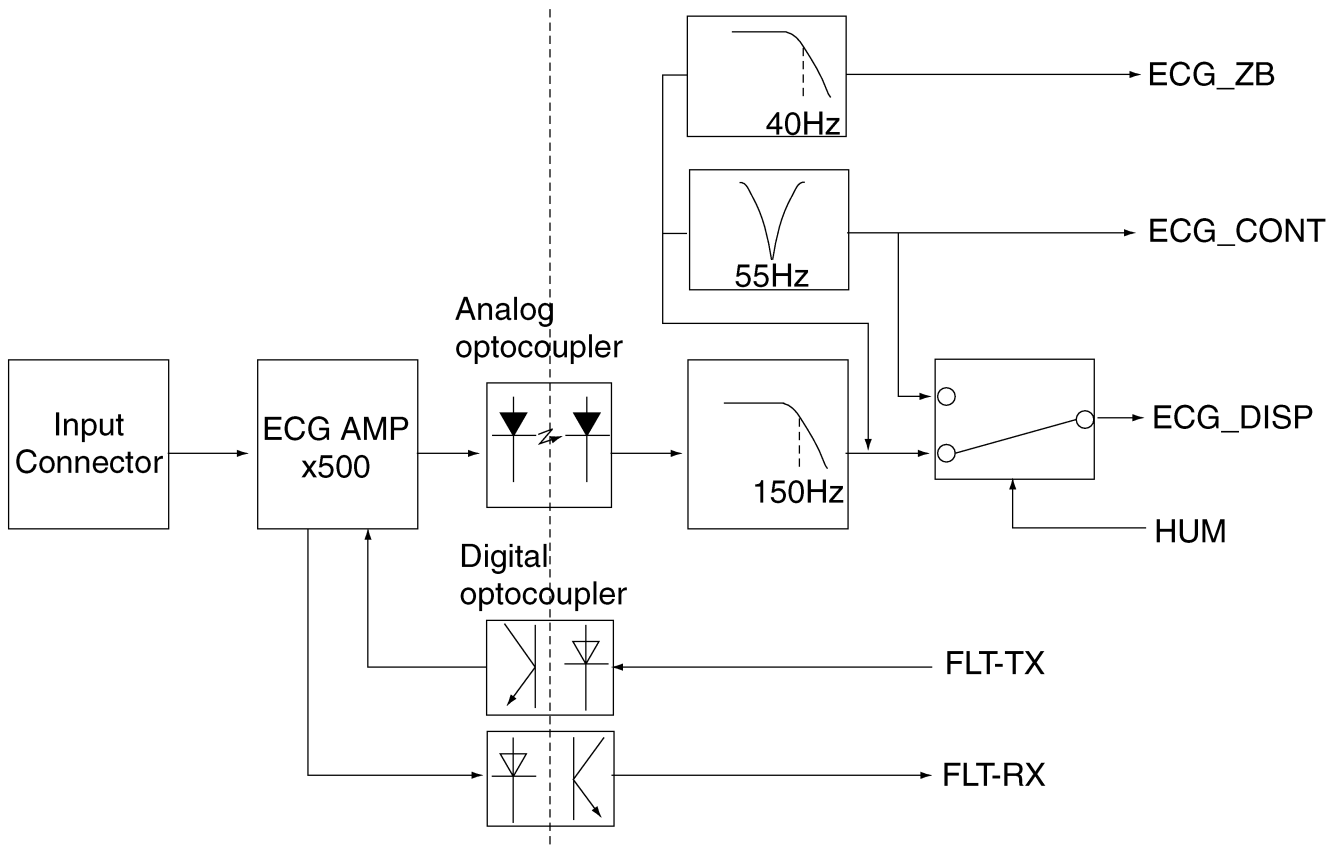 ECG_ZB
40Hz
ECG_CONT
55Hz
Analog
optocoupler
Input
Connector
ECG AMP
x500
150Hz
ECG_DISP
HUM
Digital
optocoupler
FLT-TX
FLT-RX